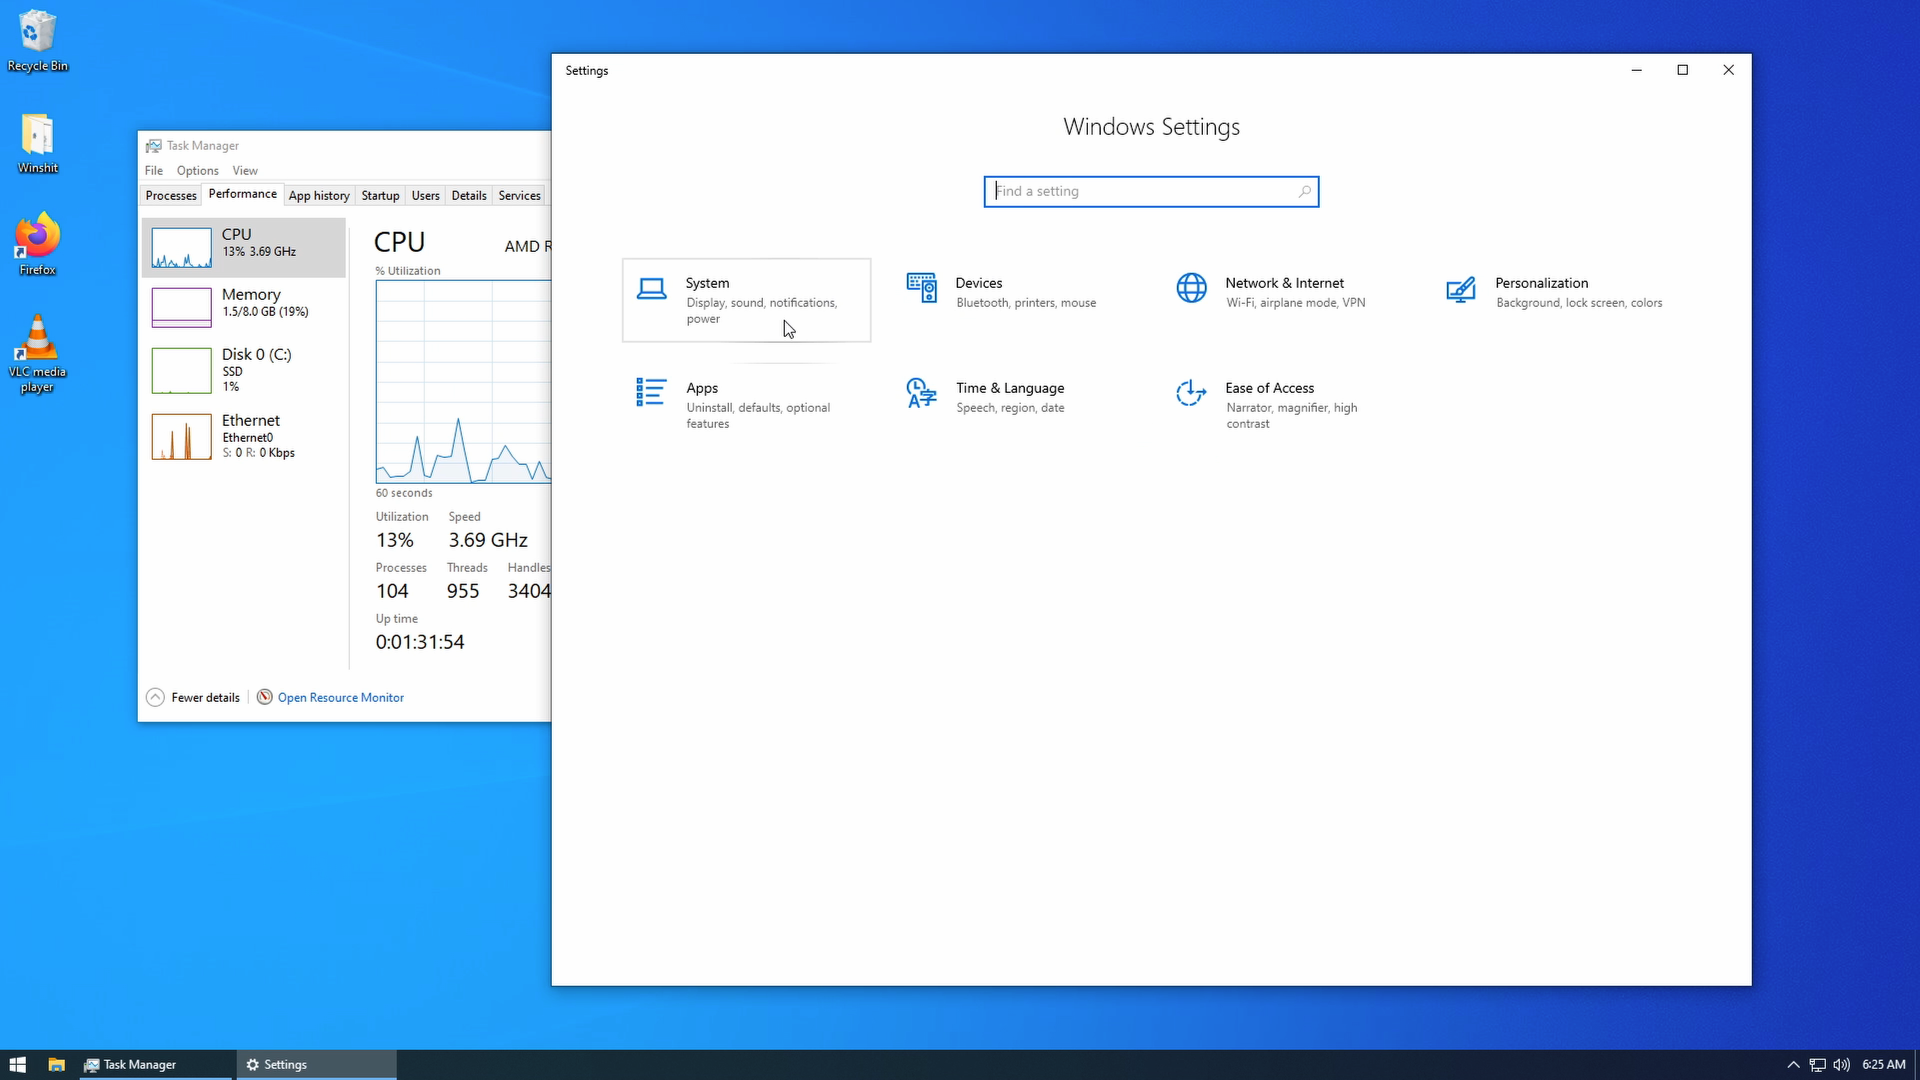 Recycle Bin
Winshit
Firefox
VLC media
player
Task Manager
File Options View
Processes Performance App history Startup Users Details Services
CPU
13% 3.69 GHz
Memory
1.5/8.0 GB (19%)
Disk 0 (C:)
SSD
1%
Ethernet
Ethernet0
S: 0 R: 0 Kbps
CPU AMD R
% Utilization
60 seconds
Utilization Speed
13% 3.69 GHz
Processes Threads Handles
104 955 3404
Up time
0:01:31:54
Fewer details Open Resource Monitor
Settings
Windows Settings
Find a setting
System
Display, sound, notifications,
power
Devices
Bluetooth, printers, mouse
Network & Internet
Wi-Fi, airplane mode, VPN
Personalization
Background, lock screen, colors
Apps
Uninstall, defaults, optional
features
Time & Language
Speech, region, date
Ease of Access
Narrator, magnifier, high
contrast
Task Manager Settings 6:25 AM